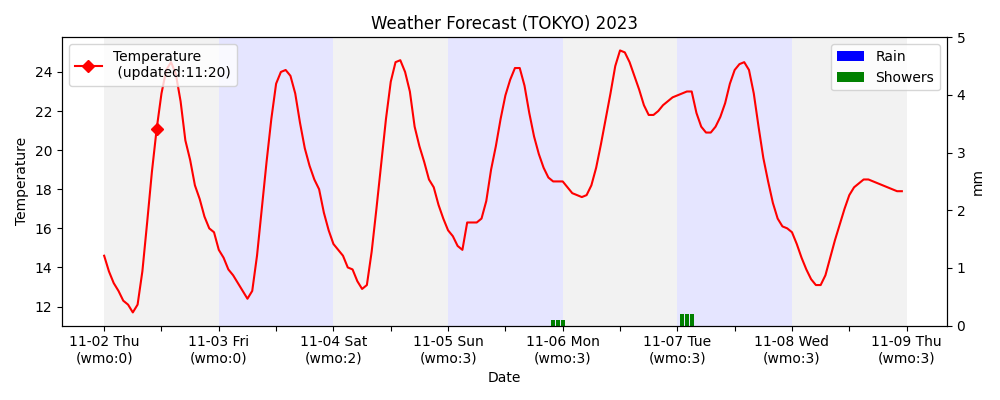 Weather Forecast (TOKYO) 2023
Temperature
(updated:11:20)
Rain
Showers
Temperature
24
22
20
18
16
14
12
5
4
3
2
1
0
mm
11-02 Thu
(wmo:0)
11-03 Fri
(wmo:0)
11-04 Sat
(wmo:2)
11-05 Sun
(wmo:3)
11-06 Mon
(wmo:3)
11-07 Tue
(wmo:3)
11-08 Wed
(wmo:3)
11-09 Thu
(wmo:3)
Date